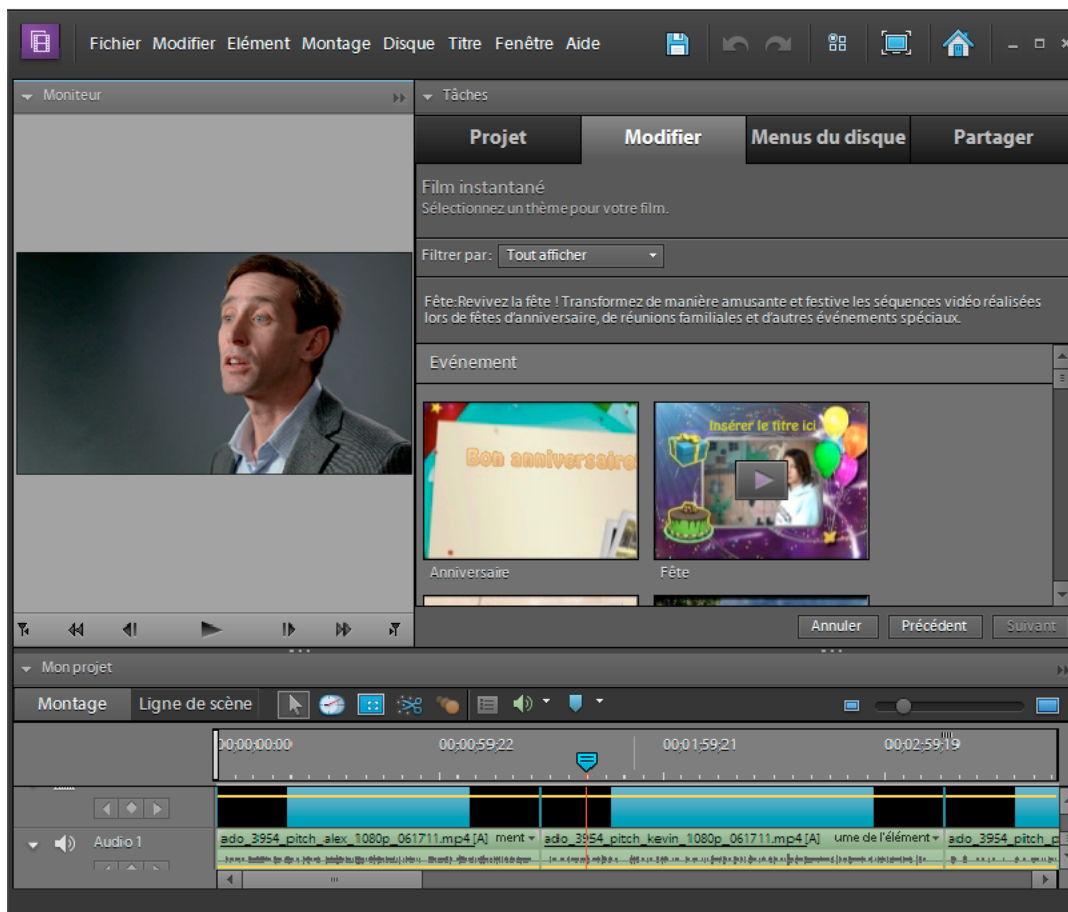 Fichier Modifier Elément Montage Disque Titre Fenêtre Aide
Moniteur
Tâches
Projet Modifier Menus du disque Partager
Film instantané
Sélectionnez un thème pour votre film.
Filtrer par: Tout afficher
Fête:Revivez la fête ! Transformez de manière amusante et festive les séquences vidéo réalisées
lors de fêtes d'anniversaire, de réunions familiales et d'autres événements spéciaux.
Evénement
Bon anniversaire
Insérer le titre ici
Anniversaire
Fête
Annuler Précédent Suivant
Mon projet
Montage Ligne de scène
00;00;00;00 00;00;59;22 00;01;59;21 00;02;59;19
Audio 1
ado_3954_pitch_alex_1080p_061711.mp4 [A] ment ado_3954_pitch_kevin_1080p_061711.mp4 [A] ume de l'élément ado_3954_pitch_p